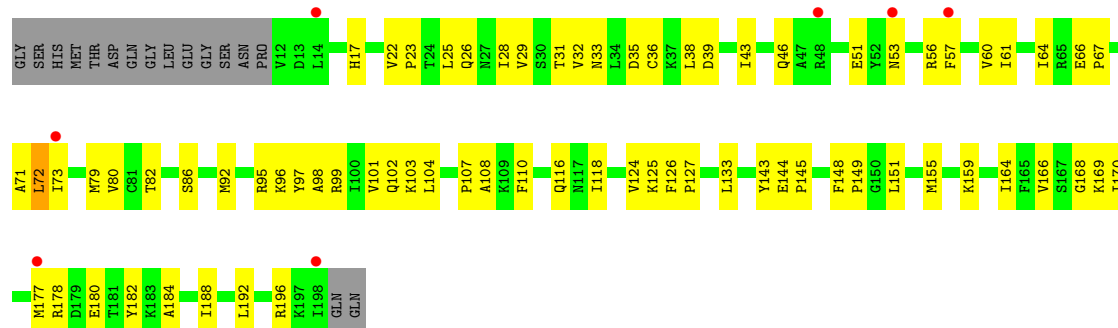 GLY SER HIS MET THR ASP GLN GLY LEU GLU GLY SER ASN PRO V12 D13 L14 H17 V22 P23 T24 L25 Q26 N27 I28 V29 S30 T31 V32 N33 L34 D35 C36 K37 L38 D39 I43 Q46 A47 R48 E51 Y52 N53 R56 F57 V60 I61 I64 R65 E66 P67
A71 L72 I73 M79 V80 C81 T82 S86 M92 R95 K96 Y97 A98 R99 I100 V101 Q102 K103 L104 P107 A108 K109 F110 Q116 N117 I118 V124 K125 F126 P127 L133 Y143 E144 P145 F148 P149 G150 L151 M155 K159 I164 F165 V166 S167 G168 K169 I170
M177 R178 D179 E180 T181 Y182 K183 A184 I188 L192 R196 K197 I198 GLN GLN